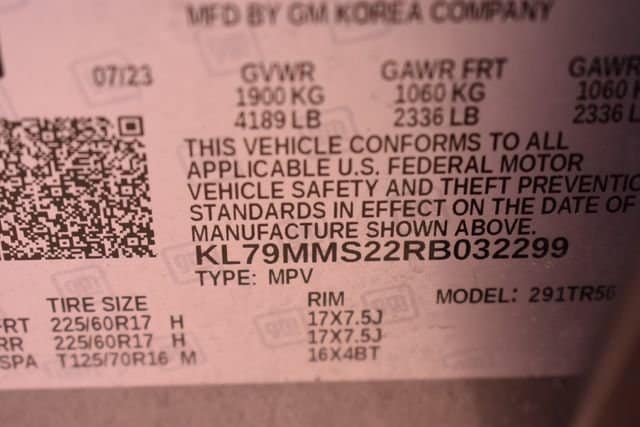 MFD BY GM KOREA COMPANY
07/23 GVWR GAWR FRT GAWR
1900 KG 1060 KG 1060
4189 LB 2336 LB 2336 L
THIS VEHICLE CONFORMS TO ALL
APPLICABLE U.S. FEDERAL MOTOR
VEHICLE SAFETY AND THEFT PREVENTIO
STANDARDS IN EFFECT ON THE DATE OF
MANUFACTURE SHOWN ABOVE.
KL79MMS22RB032299
TYPE: MPV
TIRE SIZE RIM MODEL: 291TR56
FRT 225/60R17 H 17X7.5J
RR 225/60R17 H 17X7.5J
SPA T125/70R16 M 16X4BT